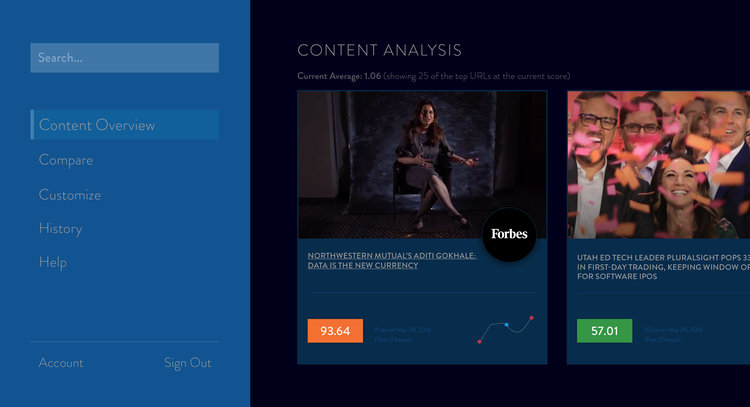 Search...
Content Overview
Compare
Customize
History
Help
Account
Sign Out
CONTENT ANALYSIS
Current Average: 1.06 (showing 25 of the top URLs at the current score)
Forbes
NORTHWESTERN MUTUAL'S ADITI GOKHALE:
DATA IS THE NEW CURRENCY
93.64
11 am on May 28, 2018
(Past 12 hours)
UTAH ED TECH LEADER PLURALSIGHT POPS 33
IN FIRST-DAY TRADING, KEEPING WINDOW OP
FOR SOFTWARE IPOS
57.01
10 pm on May 28, 2018
(Past 12 hours)